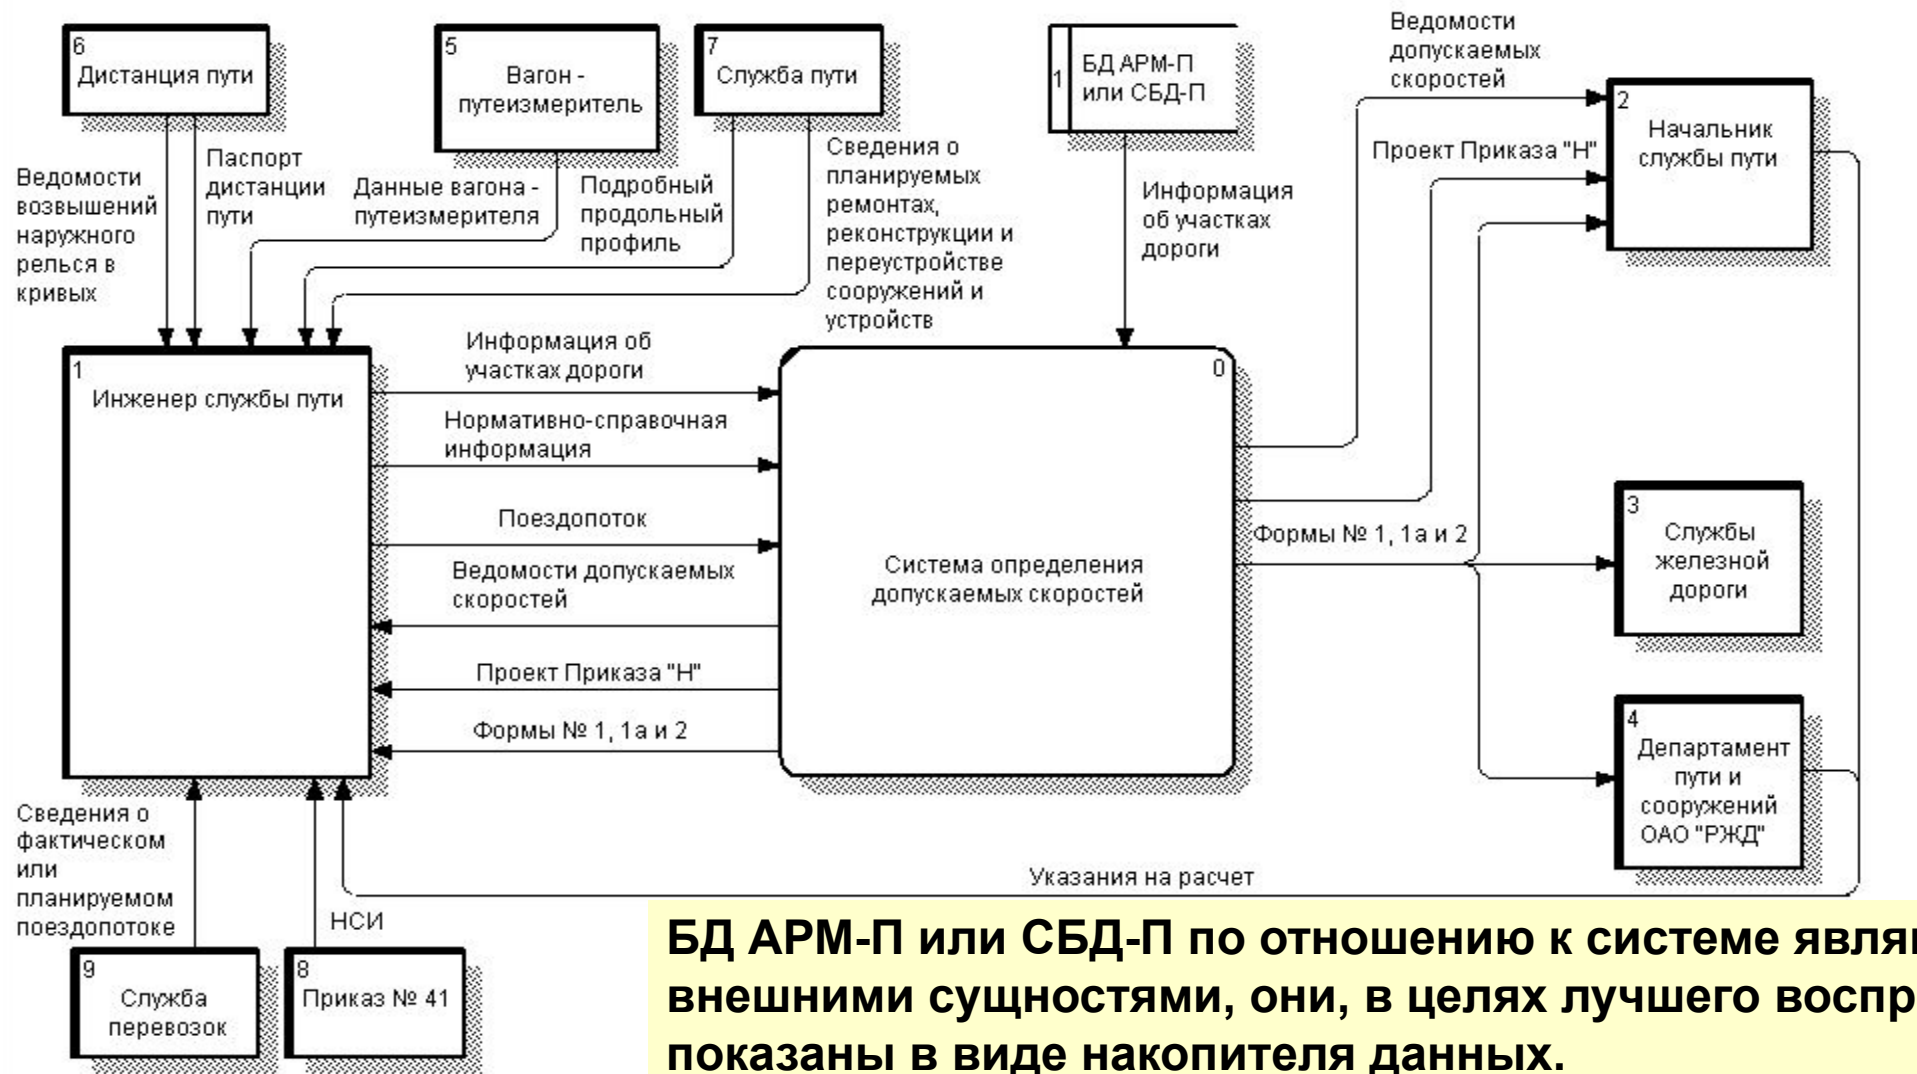 6
Дистанция пути
5
Вагон -
путеизмеритель
7
Служба пути
1
БД АРМ-П
или СБД-П
Ведомости
допускаемых
скоростей
2
Начальник
службы пути
Проект Приказа "Н"
Ведомости
возвышений
наружного
релься в
кривых
Паспорт
дистанции
пути
Данные вагона -
путеизмерителя
Подробный
продольный
профиль
Сведения о
планируемых
ремонтах,
реконструкции и
переустройстве
сооружений и
устройств
Информация
об участках
дороги
1
Инженер службы пути
Информация об
участках дороги
Нормативно-справочная
информация
Поездопоток
Ведомости допускаемых
скоростей
Проект Приказа "Н"
Формы № 1, 1а и 2
0
Система определения
допускаемых скоростей
Формы № 1, 1а и 2
3
Службы
железной
дороги
4
Департамент
пути и
сооружений
ОАО "РЖД"
Указания на расчет
Сведения о
фактическом
или
планируемом
поездопотоке
НСИ
9
Служба
перевозок
8
Приказ № 41
БД АРМ-П или СБД-П по отношению к системе
внешними сущностями, они, в целях лучшего
показаны в виде накопителя данных.